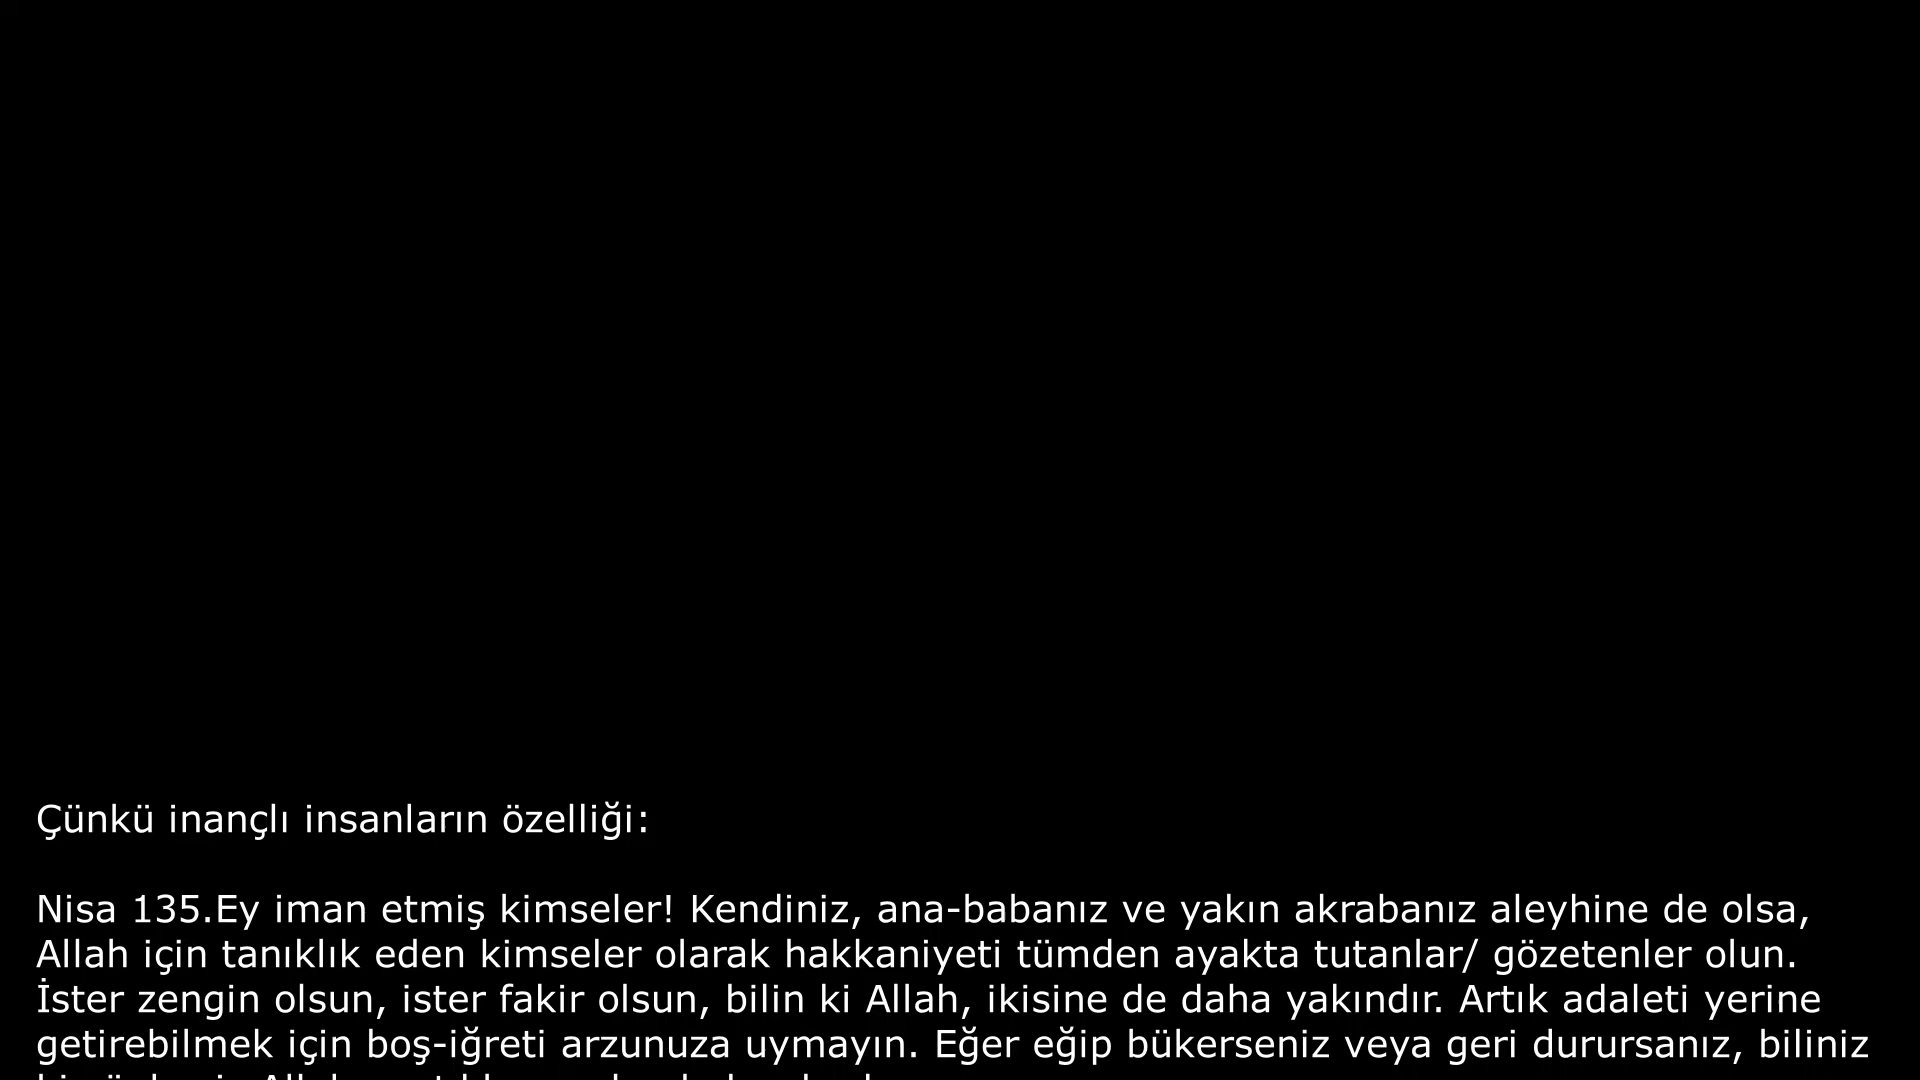 Çünkü inançlı insanların özelliği:
Nisa 135.Ey iman etmiş kimseler! Kendiniz, ana-babanız ve yakın akrabanız aleyhine de olsa,
Allah için tanıklık eden kimseler olarak hakkaniyeti tümden ayakta tutanlar/ gözetenler olun.
İster zengin olsun, ister fakir olsun, bilin ki Allah, ikisine de daha yakındır. Artık adaleti yerine
getirebilmek için boş-iğreti arzunuza uymayın. Eğer eğip bükerseniz veya geri durursanız, biliniz